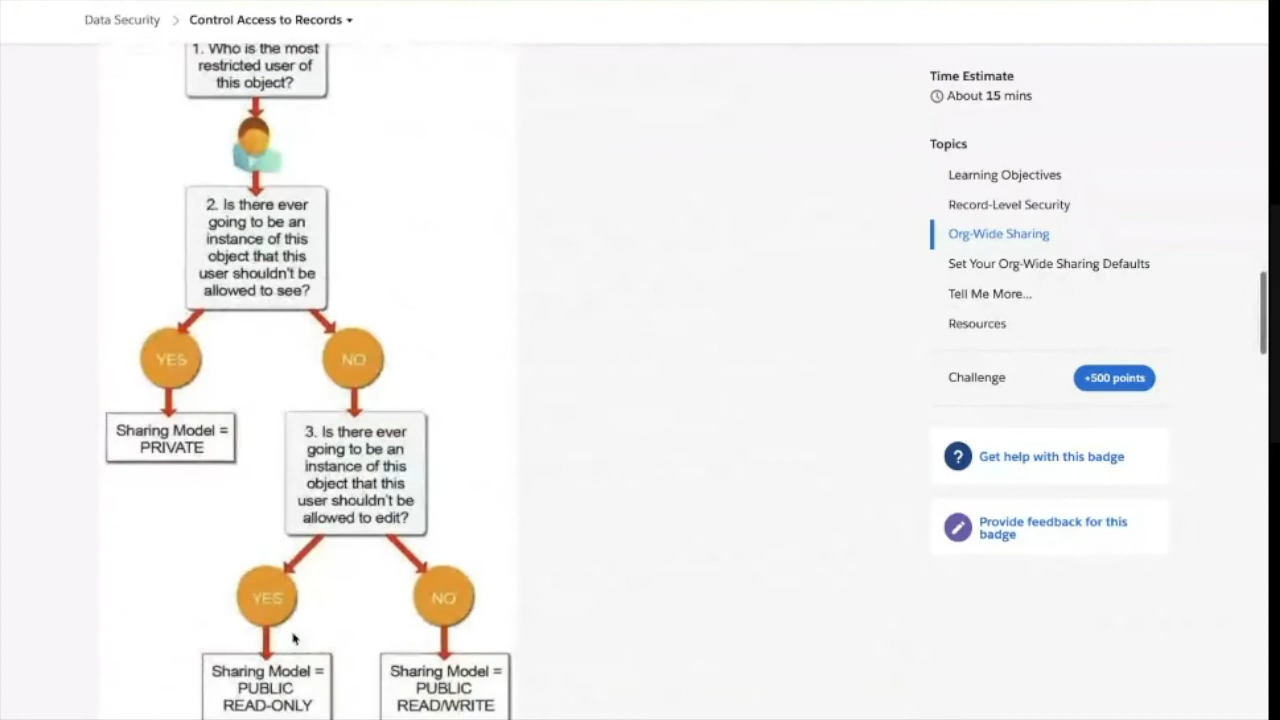 Data Security
Control Access to Records
1. Who is the most
restricted user of
this object?
2. Is there ever
going to be an
instance of this
object that this
user shouldn't be
allowed to see?
YES
NO
Sharing Model =
PRIVATE
3. Is there ever
going to be an
instance of this
object that this
user shouldn't be
allowed to edit?
YES
NO
Sharing Model =
PUBLIC
READ-ONLY
Sharing Model =
PUBLIC
READ/WRITE
Time Estimate
About 15 mins
Topics
Learning Objectives
Record-Level Security
Org-Wide Sharing
Set Your Org-Wide Sharing Defaults
Tell Me More...
Resources
Challenge
+500 points
?
Get help with this badge
Provide feedback for this
badge